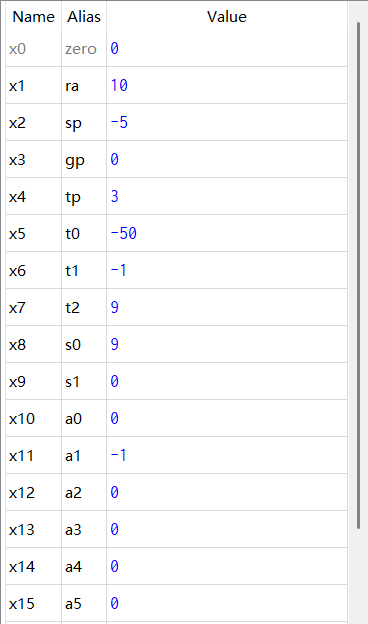 Name Alias Value
x0 zero 0
x1 ra 10
x2 sp -5
x3 gp 0
x4 tp 3
x5 t0 -50
x6 t1 -1
x7 t2 9
x8 s0 9
x9 s1 0
x10 a0 0
x11 a1 -1
x12 a2 0
x13 a3 0
x14 a4 0
x15 a5 0